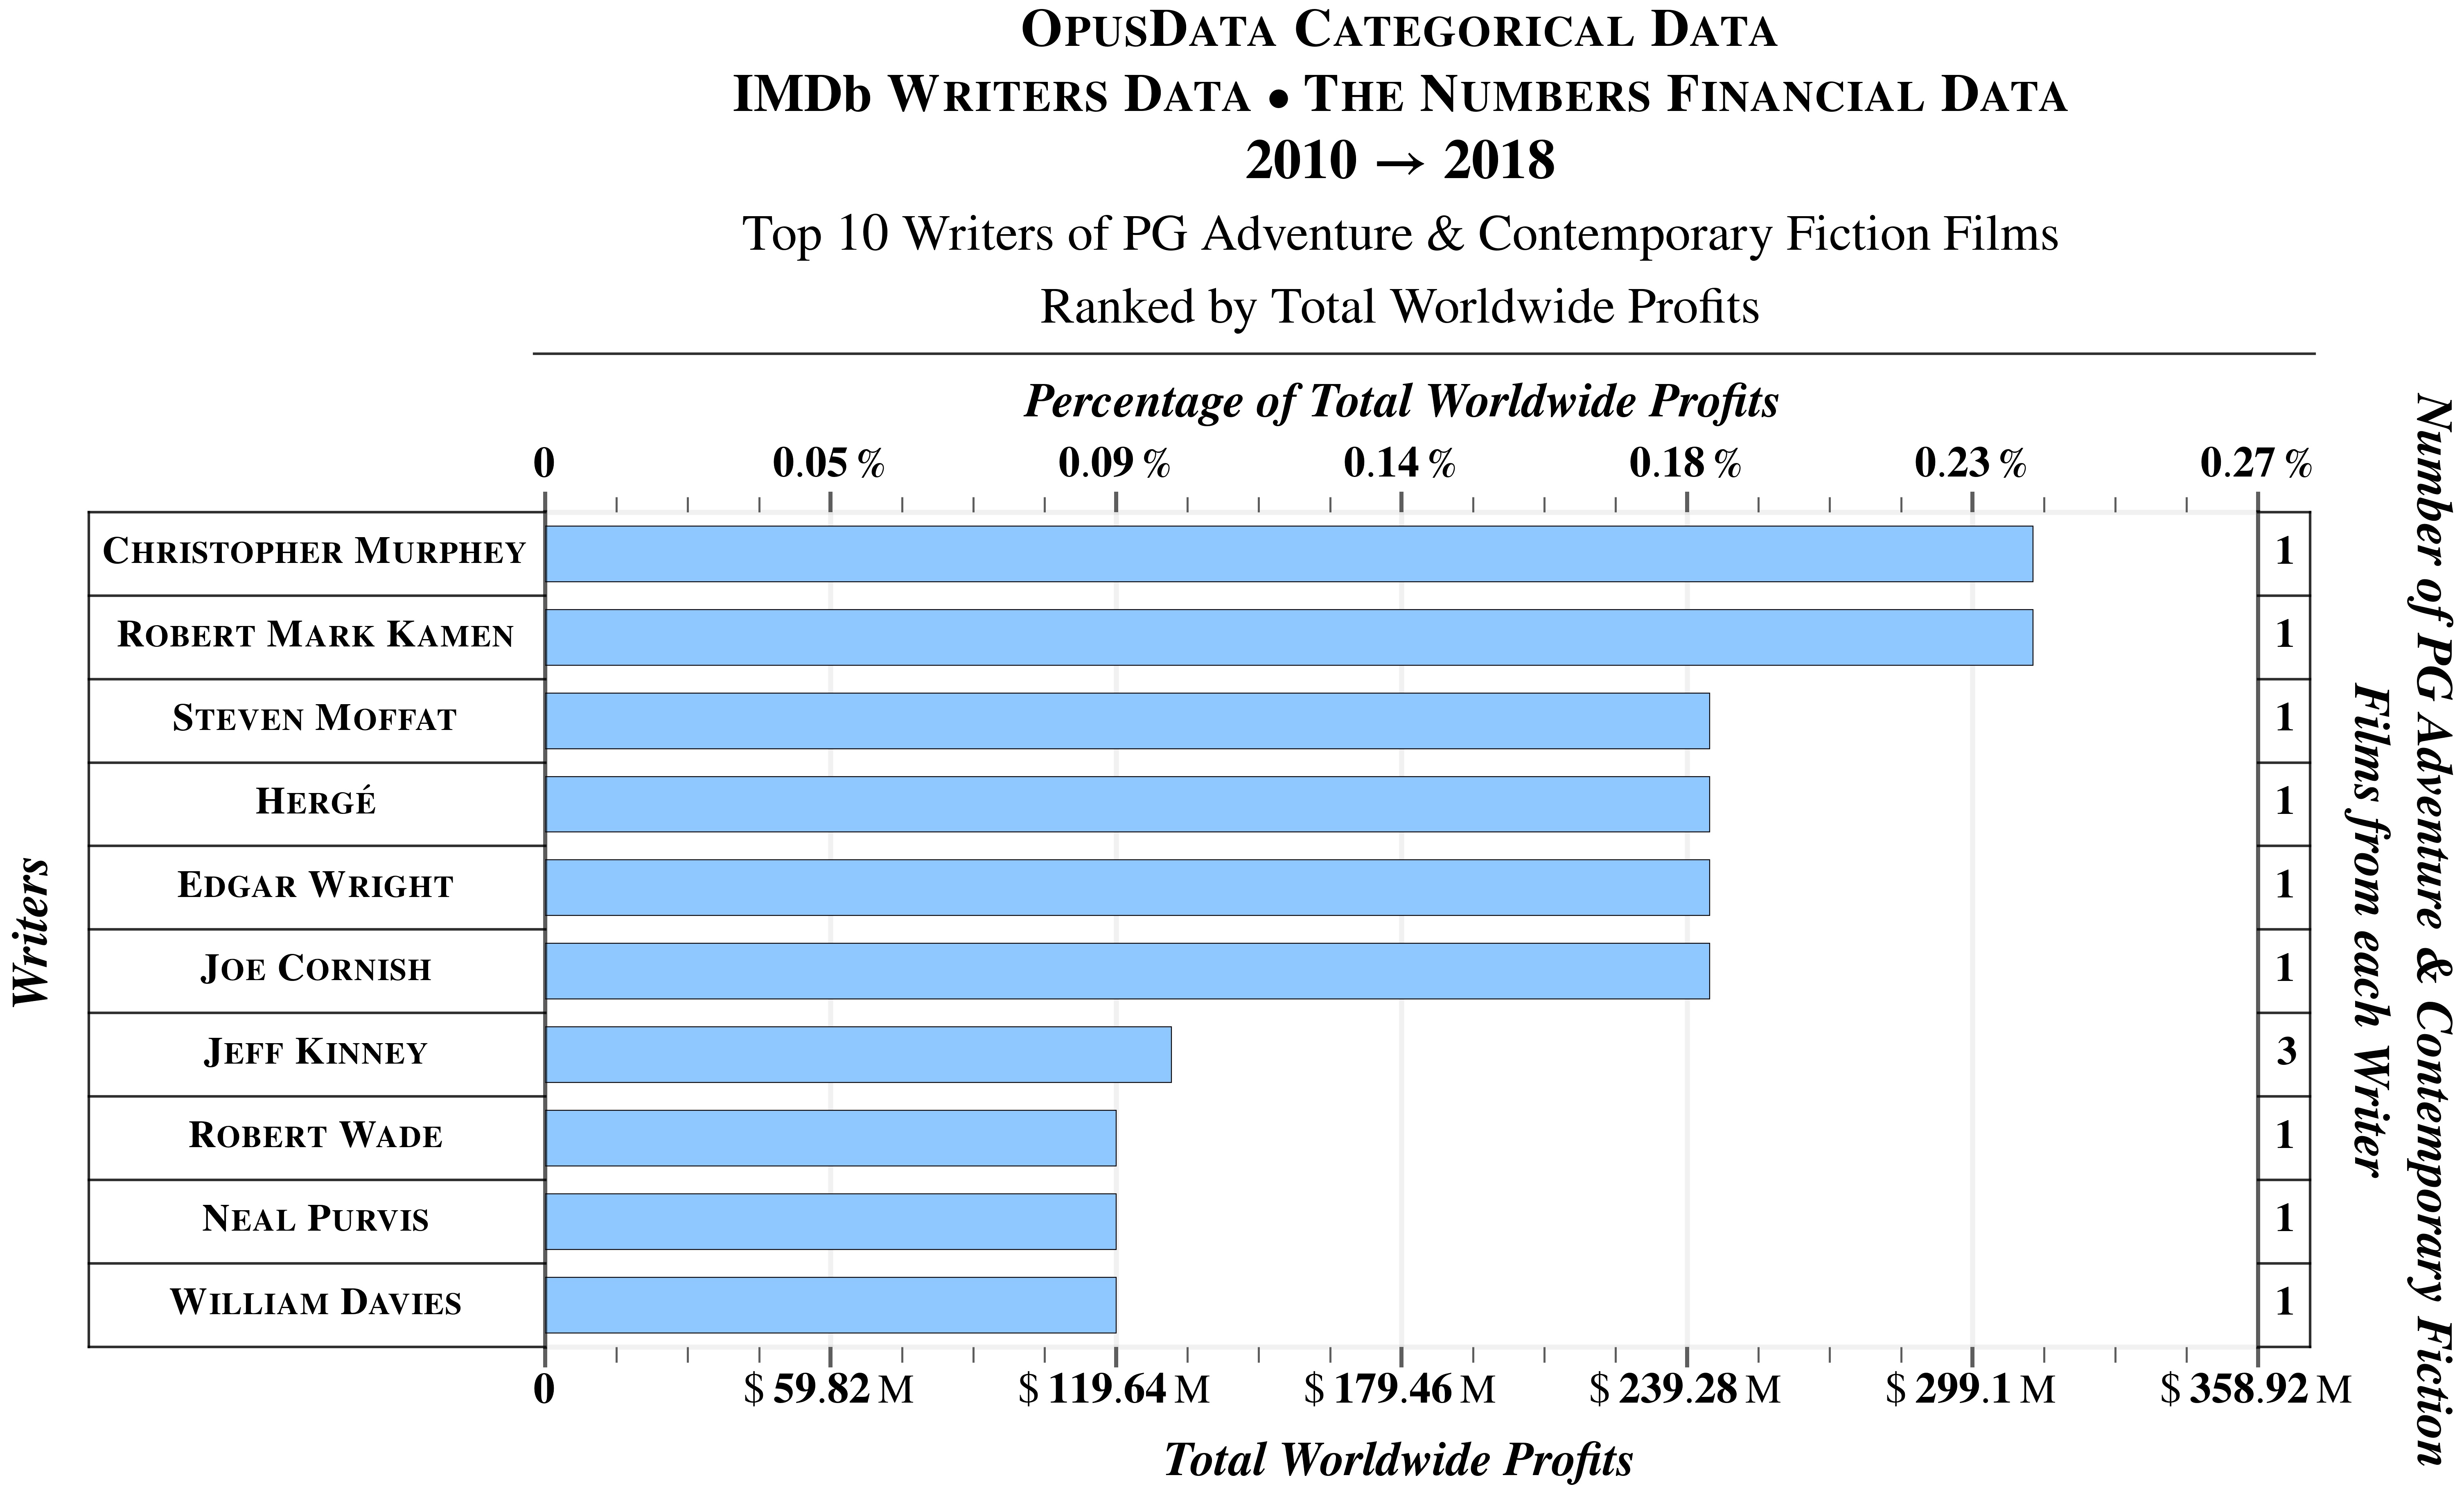 OpusData Categorical Data
IMDb Writers Data • The Numbers Financial Data
2010 → 2018
Top 10 Writers of PG Adventure & Contemporary Fiction Films
Ranked by Total Worldwide Profits
Percentage of Total Worldwide Profits
0 0.05 % 0.09 % 0.14 % 0.18 % 0.23 % 0.27 %
Writers
Christopher Murphey 1
Robert Mark Kamen 1
Steven Moffat 1
Hergé 1
Edgar Wright 1
Joe Cornish 1
Jeff Kinney 3
Robert Wade 1
Neal Purvis 1
William Davies 1
Number of PG Adventure & Contemporary Fiction
Films from each Writer
0 $ 59.82 M $ 119.64 M $ 179.46 M $ 239.28 M $ 299.1 M $ 358.92 M
Total Worldwide Profits